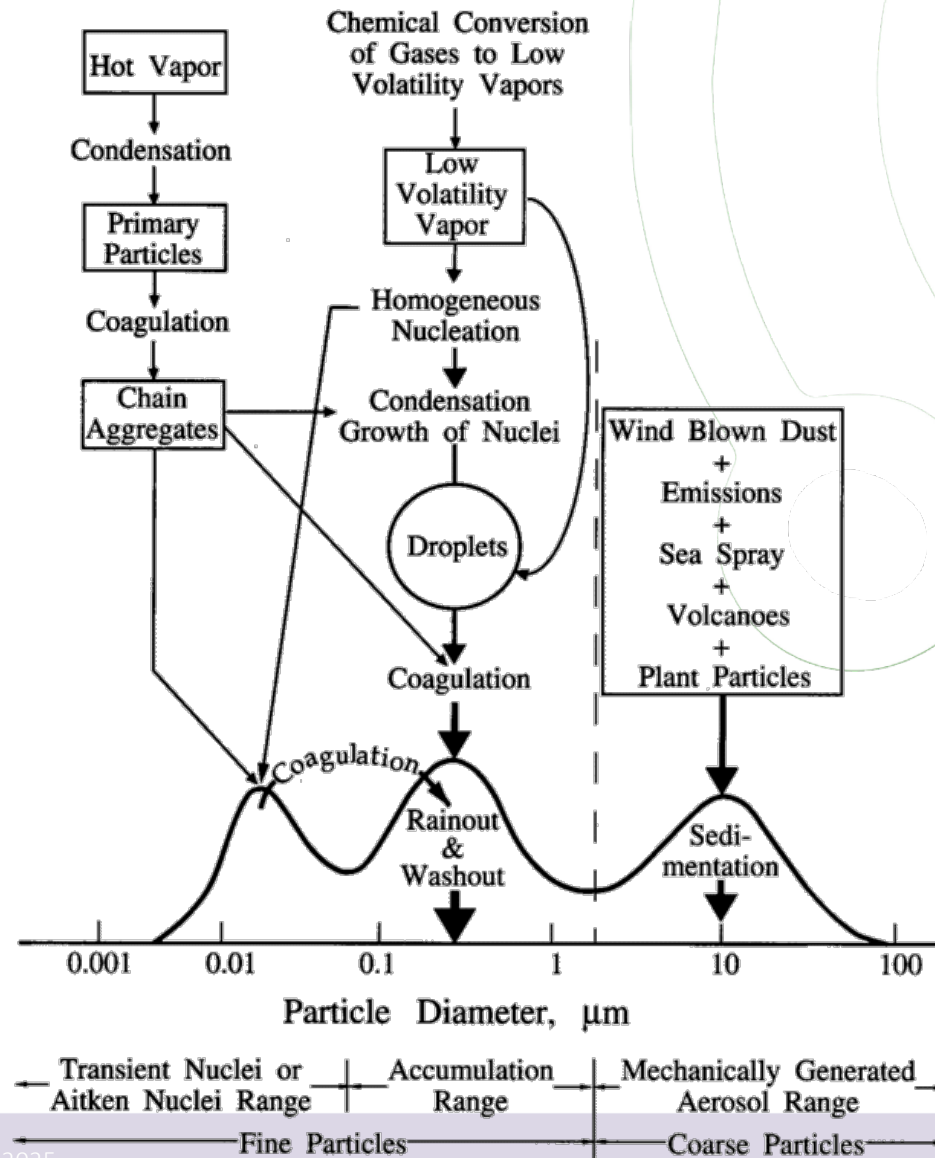 Hot Vapor
Condensation
Primary
Particles
Coagulation
Chain
Aggregates
Chemical Conversion
of Gases to Low
Volatility Vapors
Low
Volatility
Vapor
Homogeneous
Nucleation
Condensation
Growth of Nuclei
Droplets
Coagulation
Wind Blown Dust
+
Emissions
+
Sea Spray
+
Volcanoes
+
Plant Particles
Coagulation
Rainout
&
Washout
Sedi-
mentation
0.001 0.01 0.1 1 10 100
Particle Diameter, μm
Transient Nuclei or
Aitken Nuclei Range
Accumulation
Range
Mechanically Generated
Aerosol Range
Fine Particles
Coarse Particles
2025